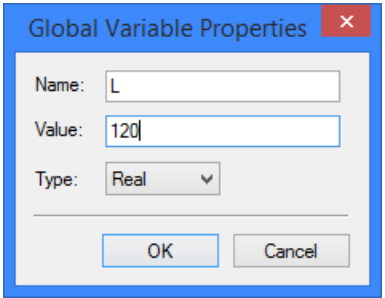 Global Variable Properties
Name: L
Value: 120
Type: Real
OK Cancel